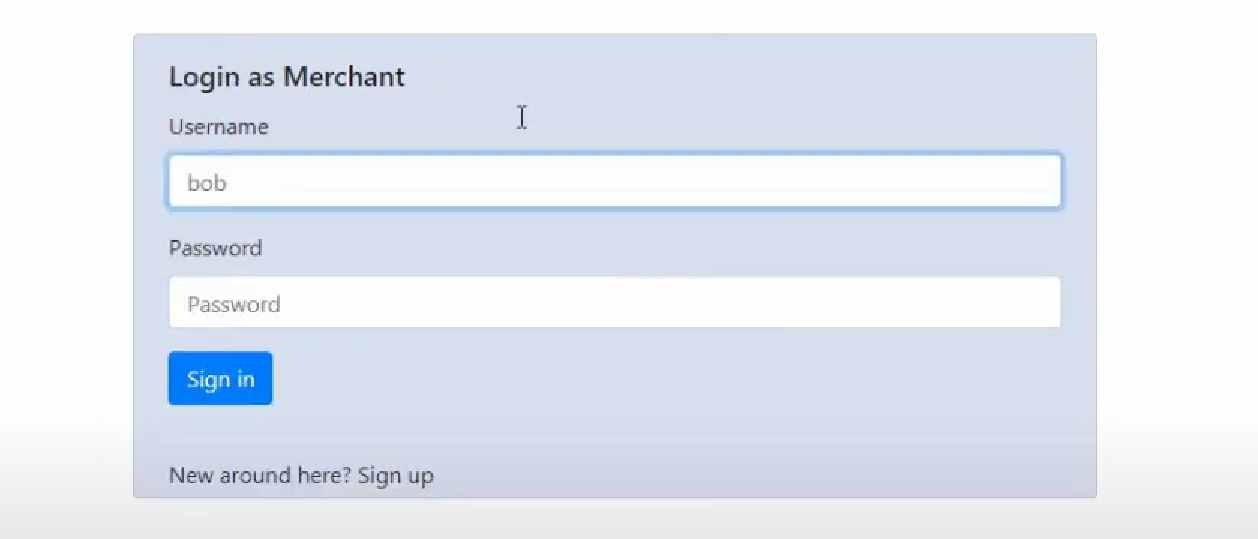 Login as Merchant
Username
bob
Password
Password
Sign in
New around here? Sign up